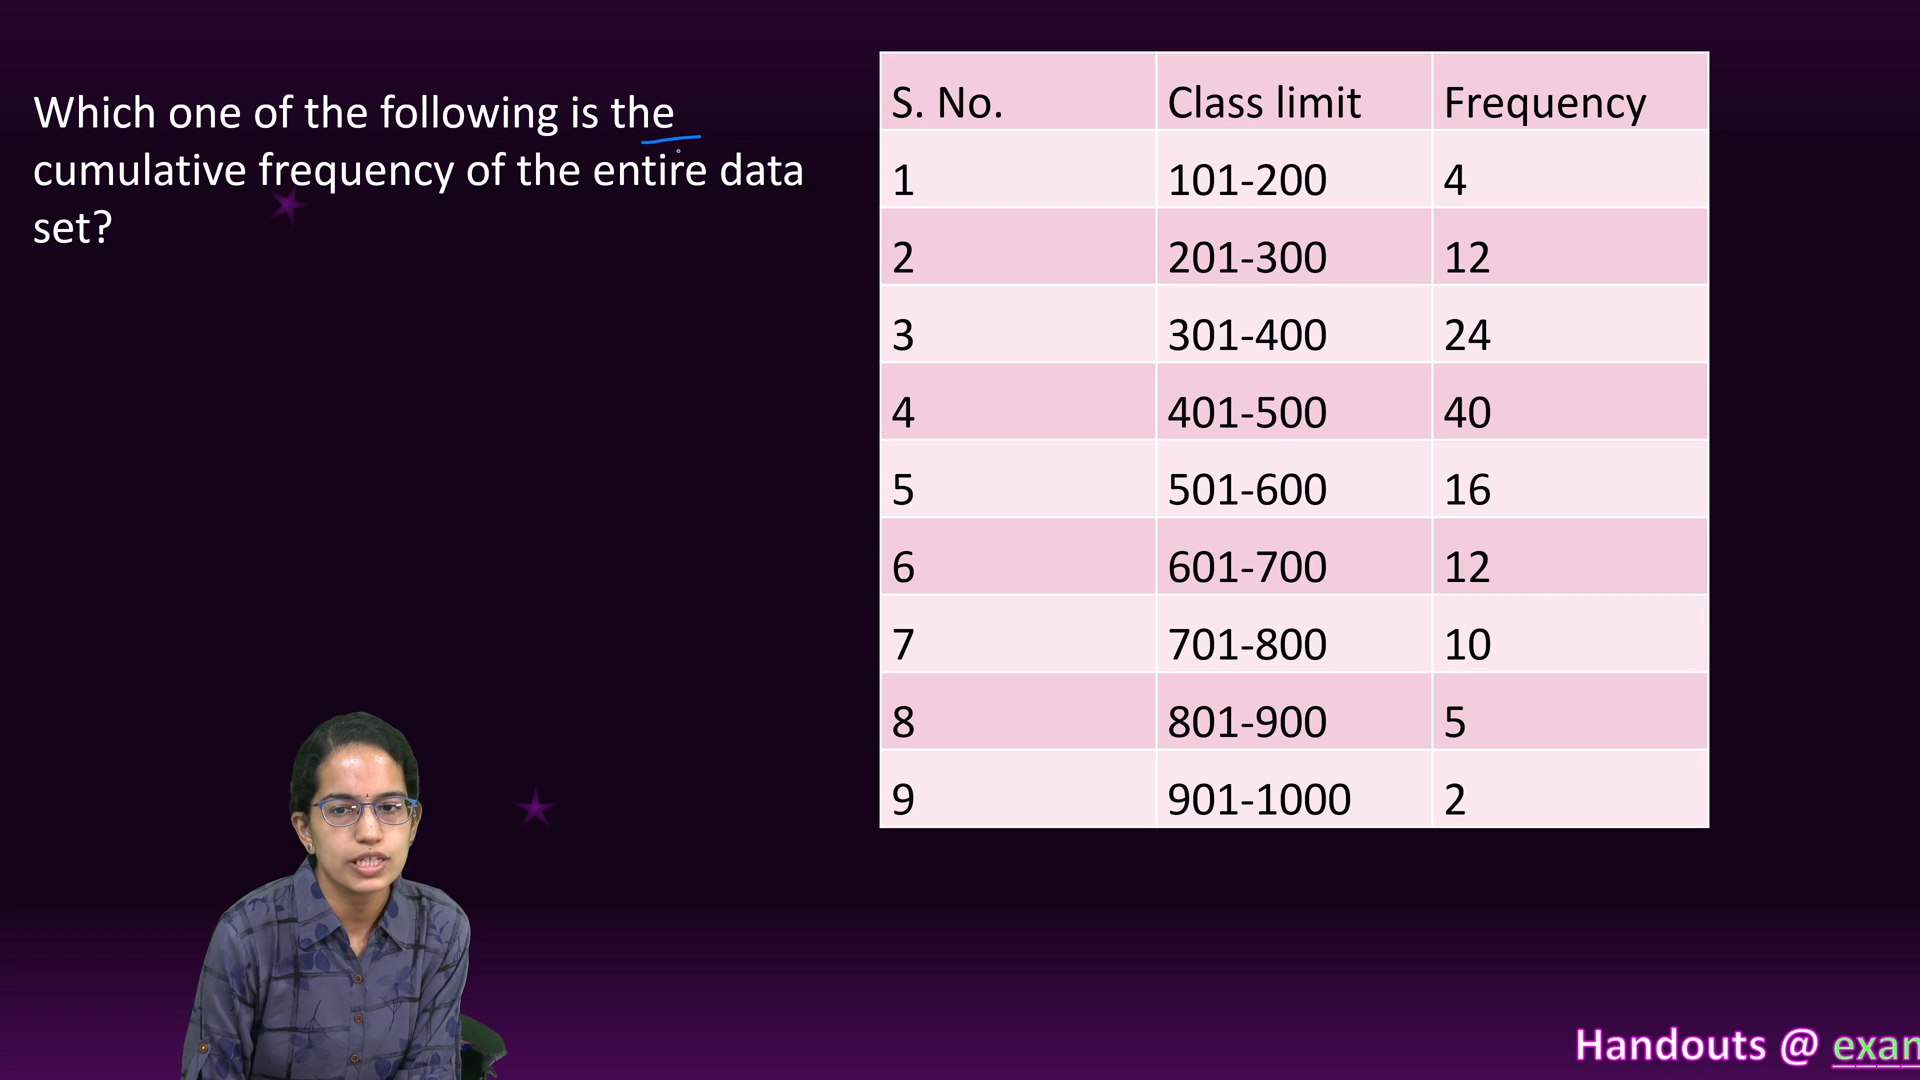 Which one of the following is the
cumulative frequency of the entire data
set?
S. No. Class limit Frequency
1 101-200 4
2 201-300 12
3 301-400 24
4 401-500 40
5 501-600 16
6 601-700 12
7 701-800 10
8 801-900 5
9 901-1000 2
Handouts @ exan